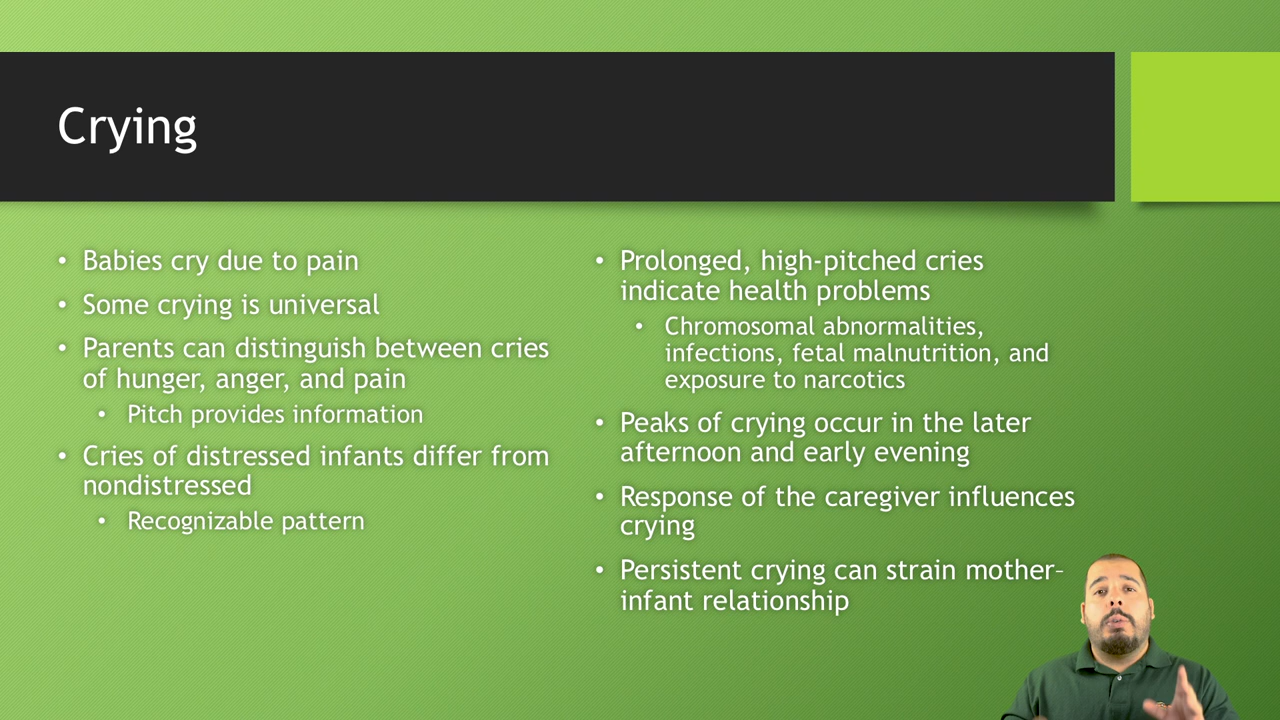 Crying
• Babies cry due to pain
• Some crying is universal
• Parents can distinguish between cries
of hunger, anger, and pain
• Pitch provides information
• Cries of distressed infants differ from
nondistressed
• Recognizable pattern
• Prolonged, high-pitched cries
indicate health problems
• Chromosomal abnormalities,
infections, fetal malnutrition, and
exposure to narcotics
• Peaks of crying occur in the later
afternoon and early evening
• Response of the caregiver influences
crying
• Persistent crying can strain mother–
infant relationship